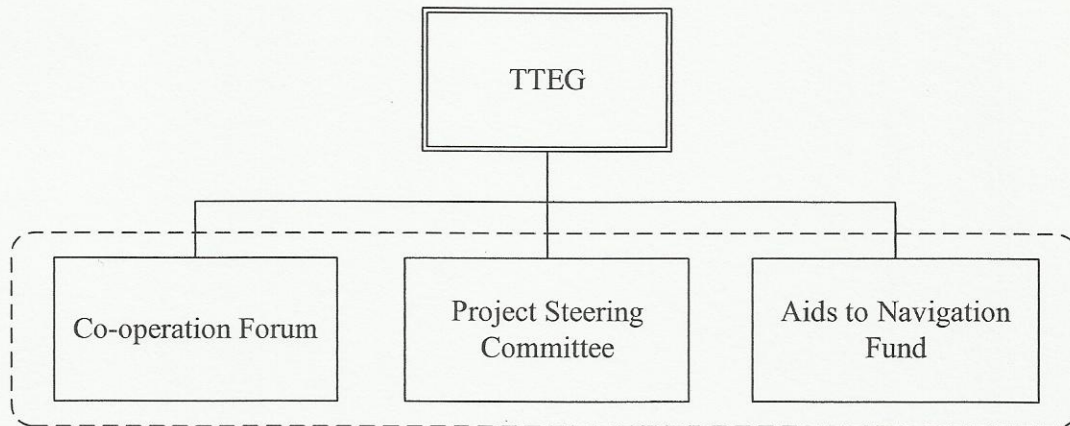 TTEG
Co-operation Forum
Project Steering
Committee
Aids to Navigation
Fund